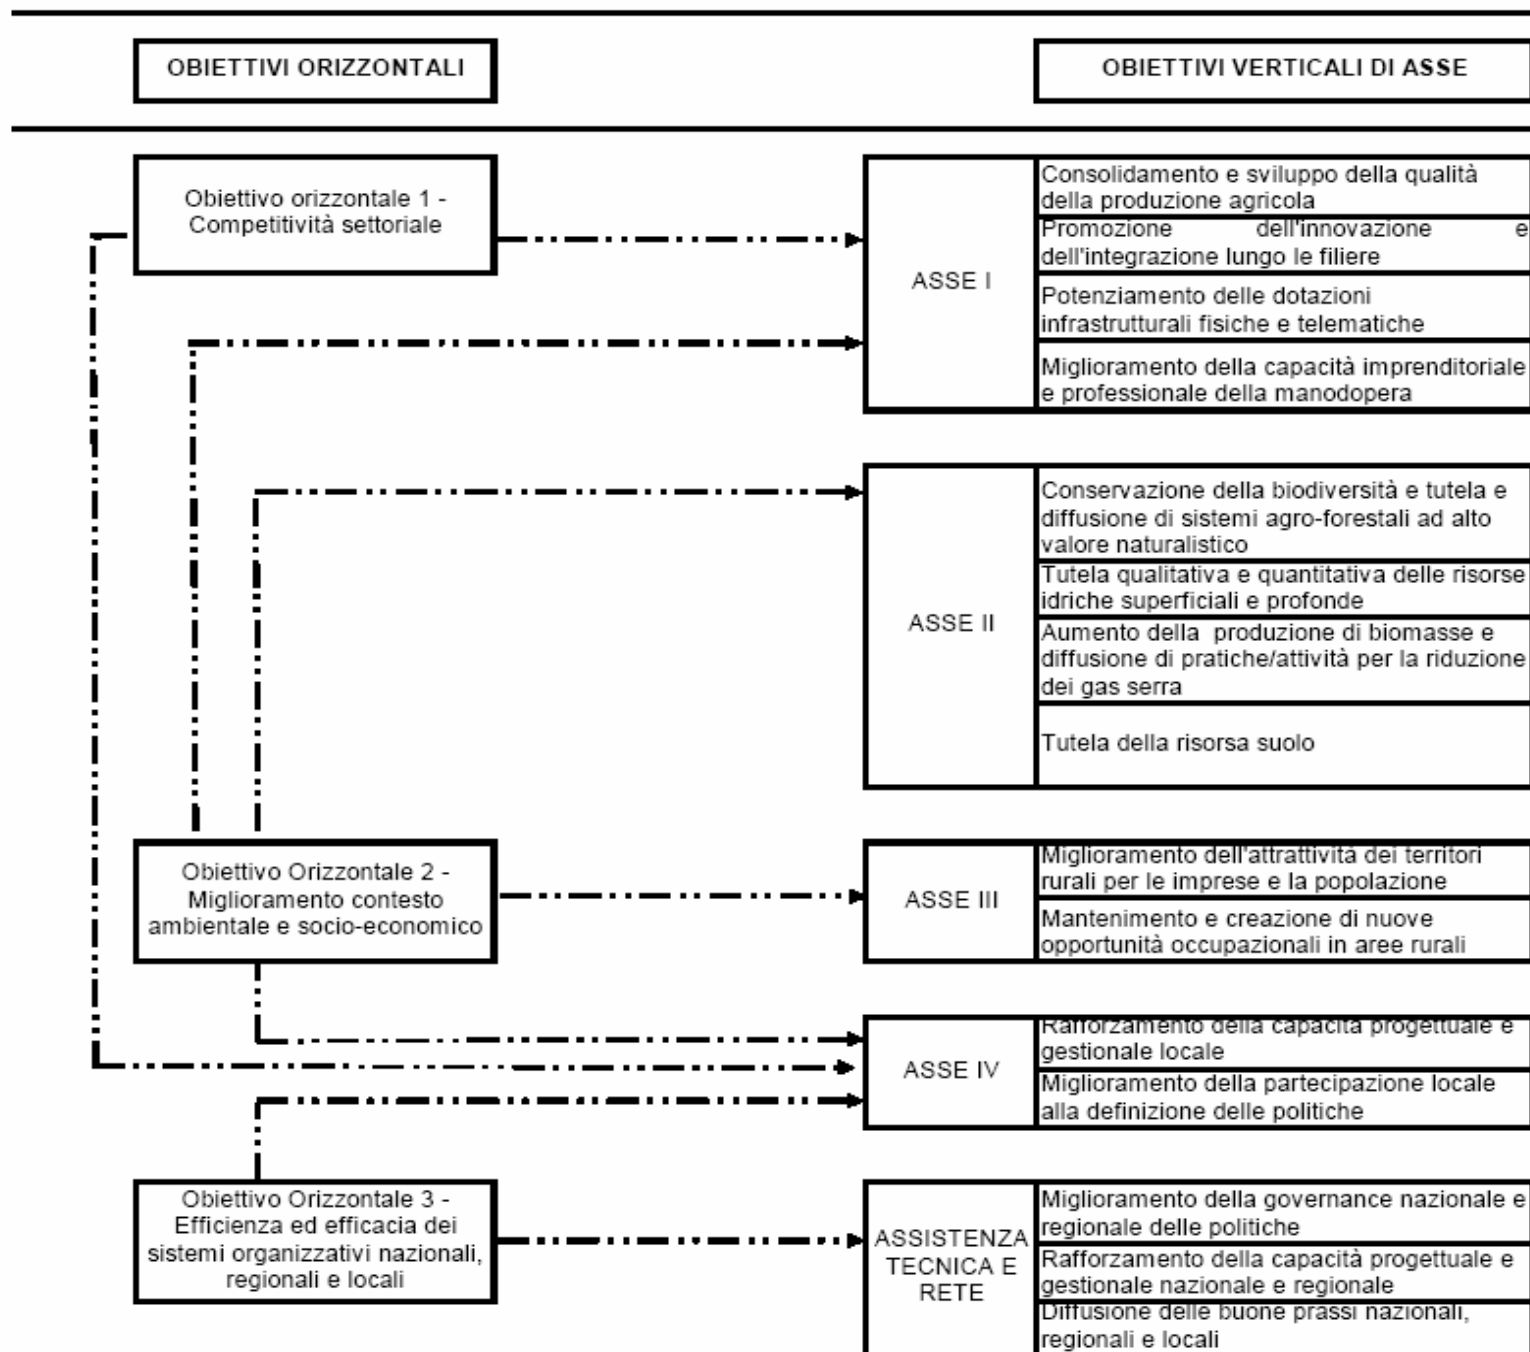 OBIETTIVI ORIZZONTALI
OBIETTIVI VERTICALI DI ASSE
Obiettivo orizzontale 1 -
Competitività settoriale
ASSE I
Consolidamento e sviluppo della qualità
della produzione agricola
Promozione dell'innovazione e
dell'integrazione lungo le filiere
Potenziamento delle dotazioni
infrastrutturali fisiche e telematiche
Miglioramento della capacità imprenditoriale
e professionale della manodopera
ASSE II
Conservazione della biodiversità e tutela e
diffusione di sistemi agro-forestali ad alto
valore naturalistico
Tutela qualitativa e quantitativa delle risorse
idriche superficiali e profonde
Aumento della produzione di biomasse e
diffusione di pratiche/attività per la riduzione
dei gas serra
Tutela della risorsa suolo
Obiettivo Orizzontale 2 -
Miglioramento contesto
ambientale e socio-economico
ASSE III
Miglioramento dell'attrattività dei territori
rurali per le imprese e la popolazione
Mantenimento e creazione di nuove
opportunità occupazionali in aree rurali
ASSE IV
Rafforzamento della capacità progettuale e
gestionale locale
Miglioramento della partecipazione locale
alla definizione delle politiche
Obiettivo Orizzontale 3 -
Efficienza ed efficacia dei
sistemi organizzativi nazionali,
regionali e locali
ASSISTENZA
TECNICA E
RETE
Miglioramento della governance nazionale e
regionale delle politiche
Rafforzamento della capacità progettuale e
gestionale nazionale e regionale
Diffusione delle buone prassi nazionali,
regionali e locali